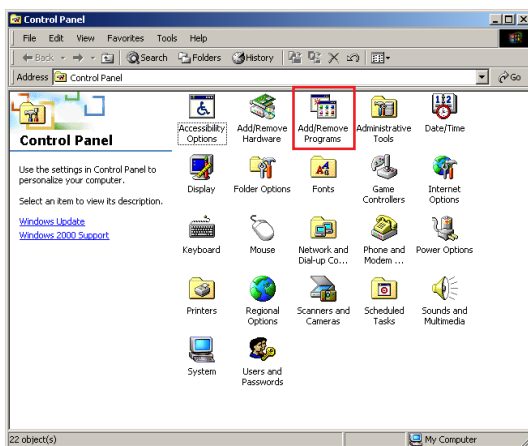 Control Panel
File Edit View Favorites Tools Help
Back Search Folders History
Address Control Panel Go
Control Panel
Use the settings in Control Panel to
personalize your computer.
Select an item to view its description.
Windows Update
Windows 2000 Support
Accessibility
Options
Add/Remove
Hardware
Add/Remove
Programs
Administrative
Tools
Date/Time
Display
Folder Options
Fonts
Game
Controllers
Internet
Options
Keyboard
Mouse
Network and
Dial-up Co...
Phone and
Modem ...
Power Options
Printers
Regional
Options
Scanners and
Cameras
Scheduled
Tasks
Sounds and
Multimedia
System
Users and
Passwords
22 object(s) My Computer